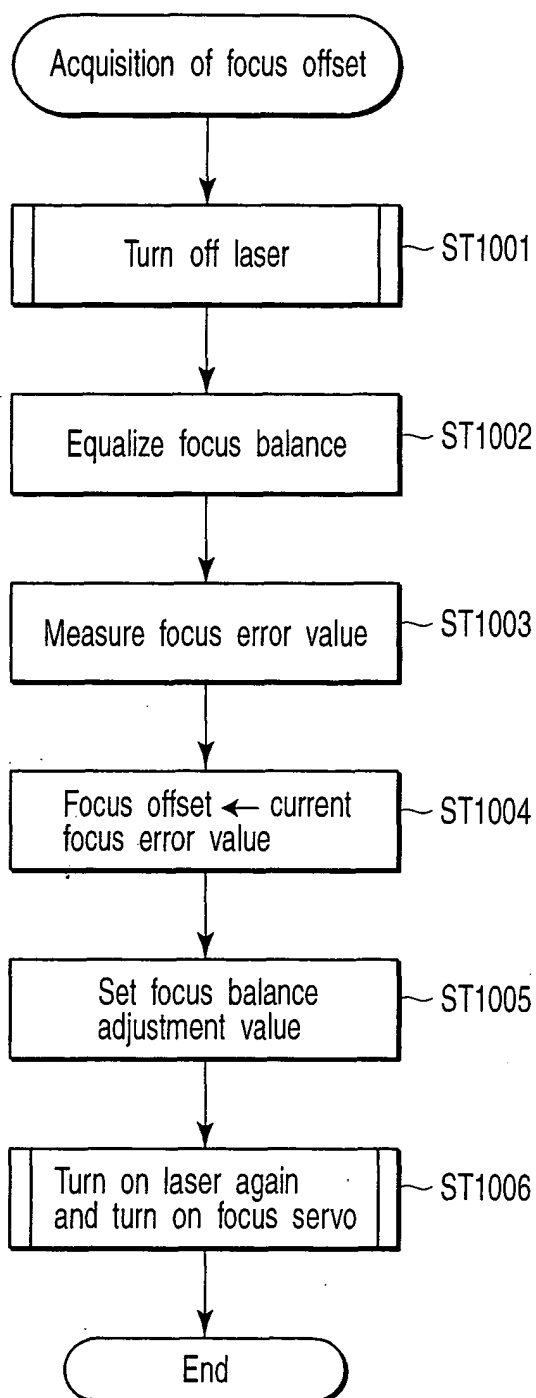 Acquisition of focus offset
Turn off laser
ST1001
Equalize focus balance
ST1002
Measure focus error value
ST1003
Focus offset ← current
focus error value
ST1004
Set focus balance
adjustment value
ST1005
Turn on laser again
and turn on focus servo
ST1006
End